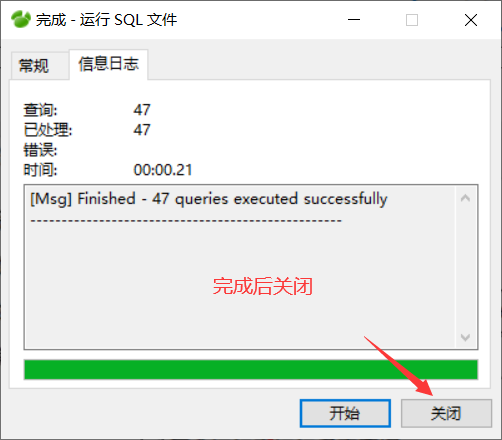 完成 - 运行 SQL 文件
常规 信息日志
查询: 47
已处理: 47
错误:
时间: 00:00.21
[Msg] Finished - 47 queries executed successfully
--------------------------------------------------
完成后关闭
开始 关闭